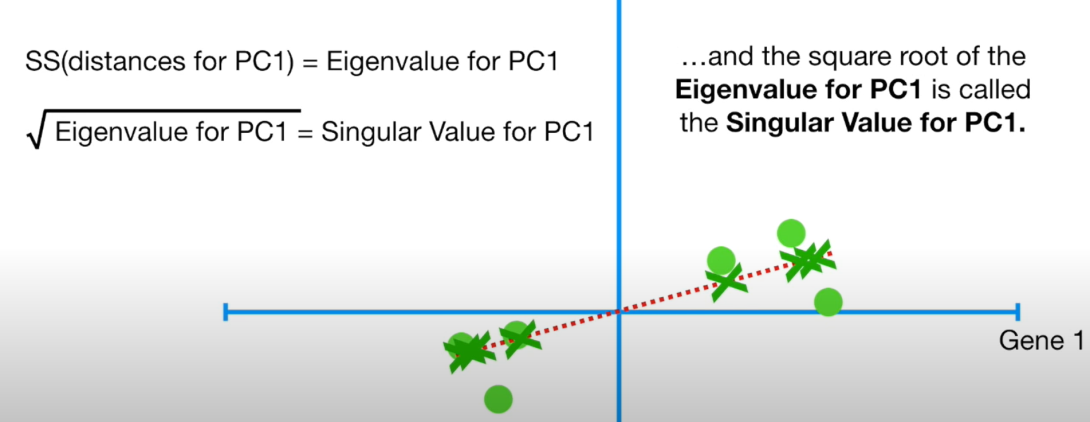 SS(distances for PC1) = Eigenvalue for PC1
√Eigenvalue for PC1 = Singular Value for PC1
…and the square root of the
Eigenvalue for PC1 is called
the Singular Value for PC1.
Gene 1